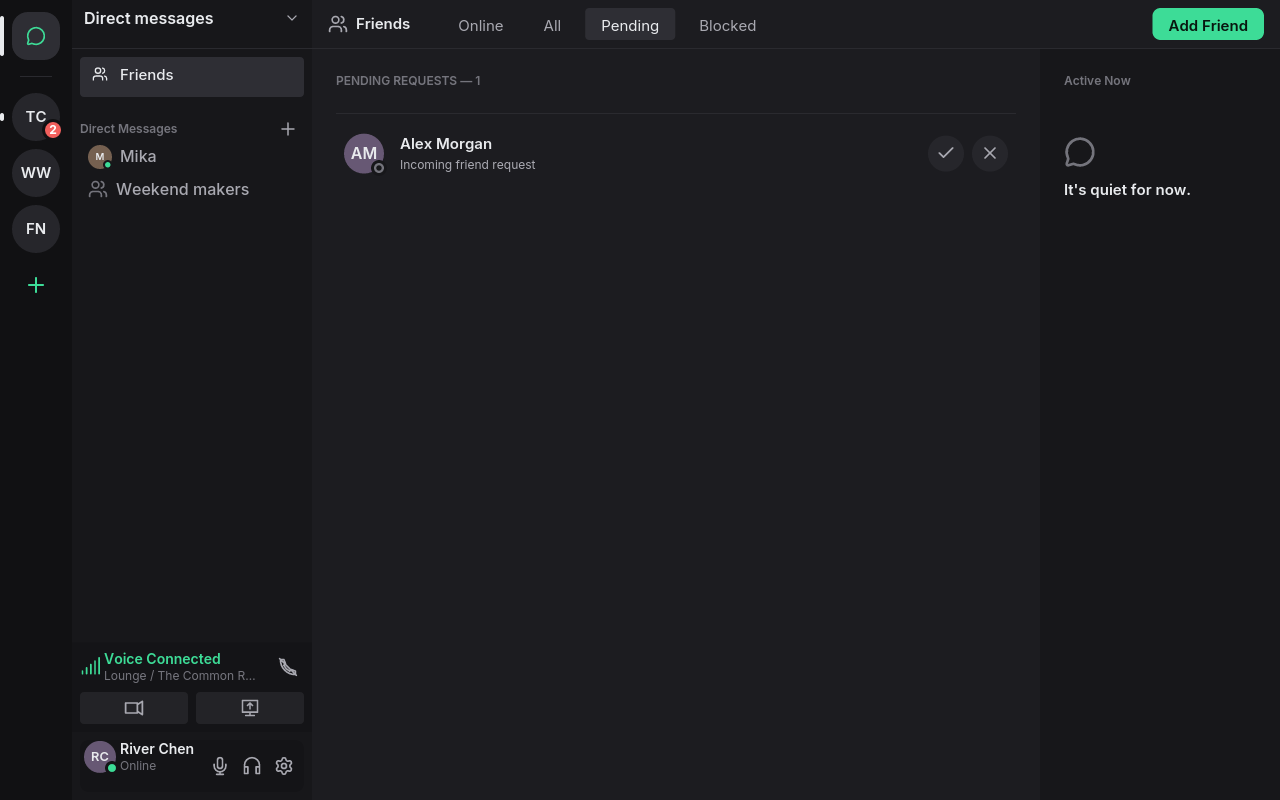 Direct messages
Friends
Online
All
Pending
Blocked
Add Friend
TC
2
WW
FN
Friends
Direct Messages
M
Mika
Weekend makers
PENDING REQUESTS — 1
AM
Alex Morgan
Incoming friend request
Active Now
It's quiet for now.
Voice Connected
Lounge / The Common R...
RC
River Chen
Online